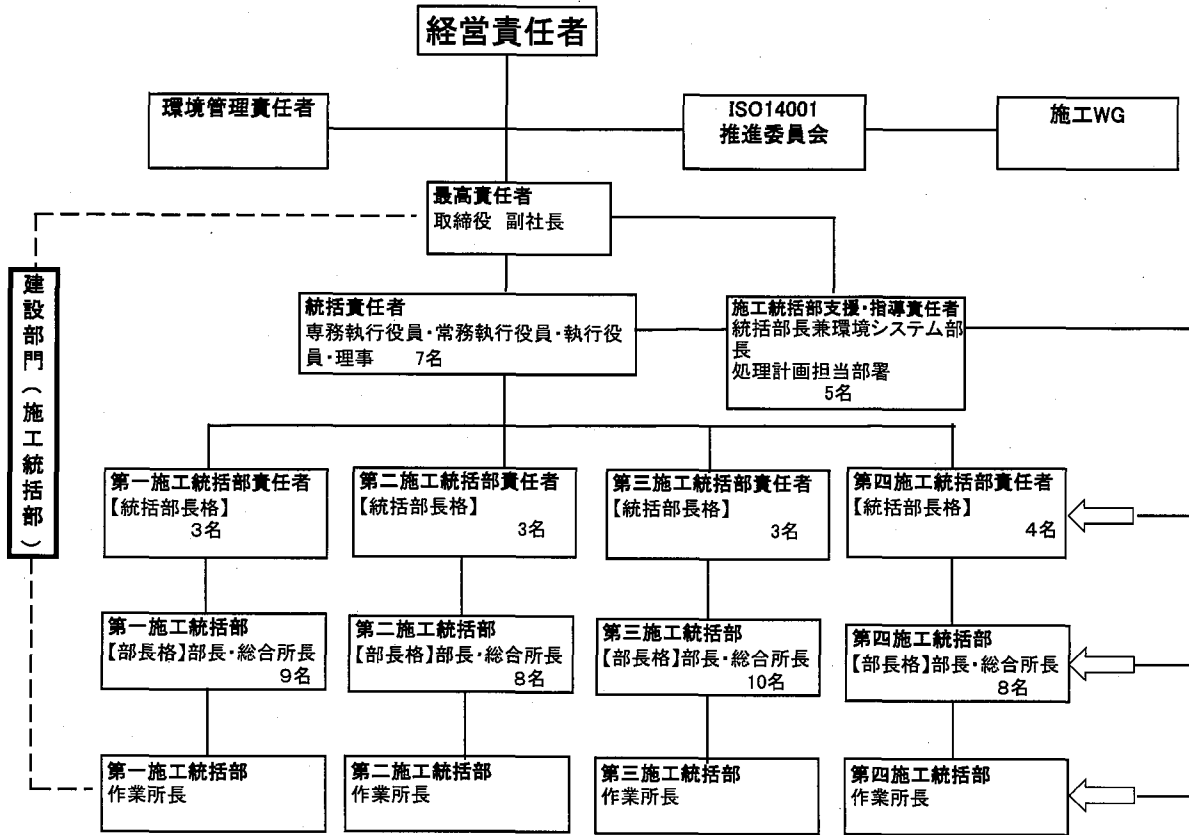 経営責任者
環境管理責任者
ISO14001
推進委員会
施工WG
最高責任者
取締役 副社長
建設部門(施工統括部)
統括責任者
専務執行役員・常務執行役員・執行役
員・理事 7名
施工統括部支援・指導責任者
統括部長兼環境システム部
長
処理計画担当部署
5名
第一施工統括部責任者
【統括部長格】
3名
第二施工統括部責任者
【統括部長格】
3名
第三施工統括部責任者
【統括部長格】
3名
第四施工統括部責任者
【統括部長格】
4名
第一施工統括部
【部長格】部長・総合所長
9名
第二施工統括部
【部長格】部長・総合所長
8名
第三施工統括部
【部長格】部長・総合所長
10名
第四施工統括部
【部長格】部長・総合所長
8名
第一施工統括部
作業所長
第二施工統括部
作業所長
第三施工統括部
作業所長
第四施工統括部
作業所長